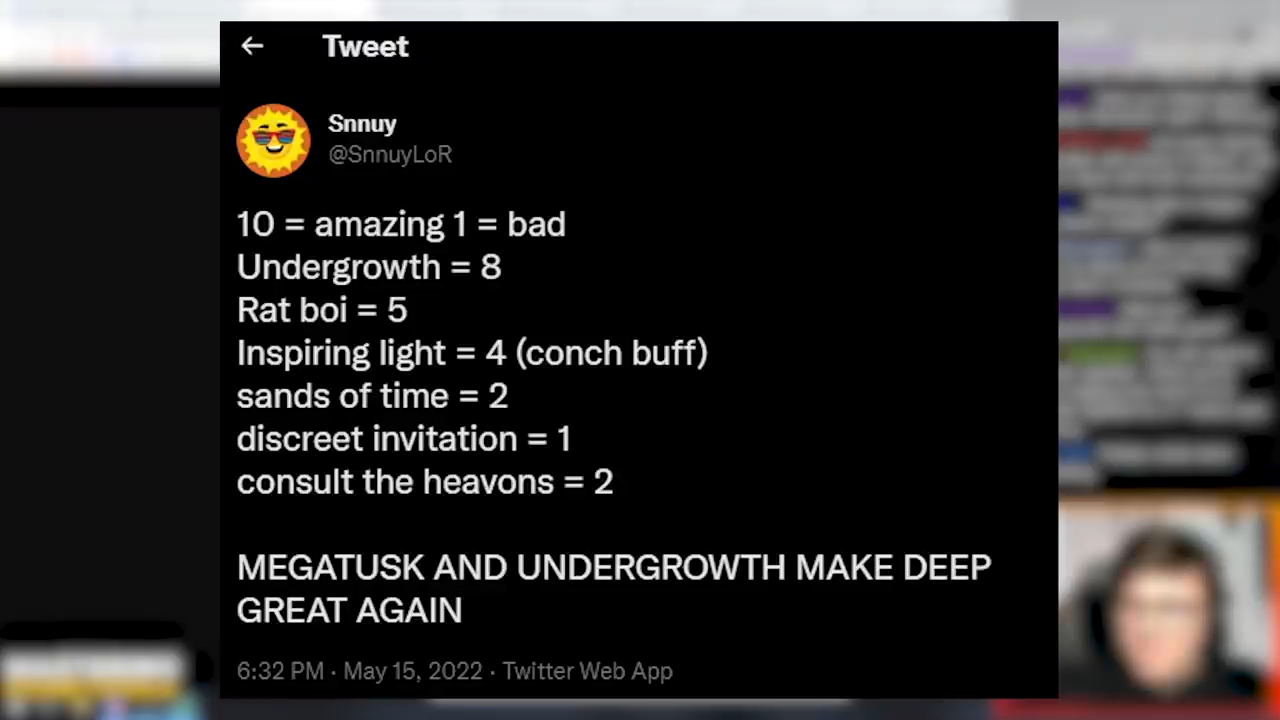 ← Tweet
Snnuy
@SnnuyLoR
10 = amazing 1 = bad
Undergrowth = 8
Rat boi = 5
Inspiring light = 4 (conch buff)
sands of time = 2
discreet invitation = 1
consult the heavons = 2
MEGATUSK AND UNDERGROWTH MAKE DEEP
GREAT AGAIN
6:32 PM · May 15, 2022 · Twitter Web App